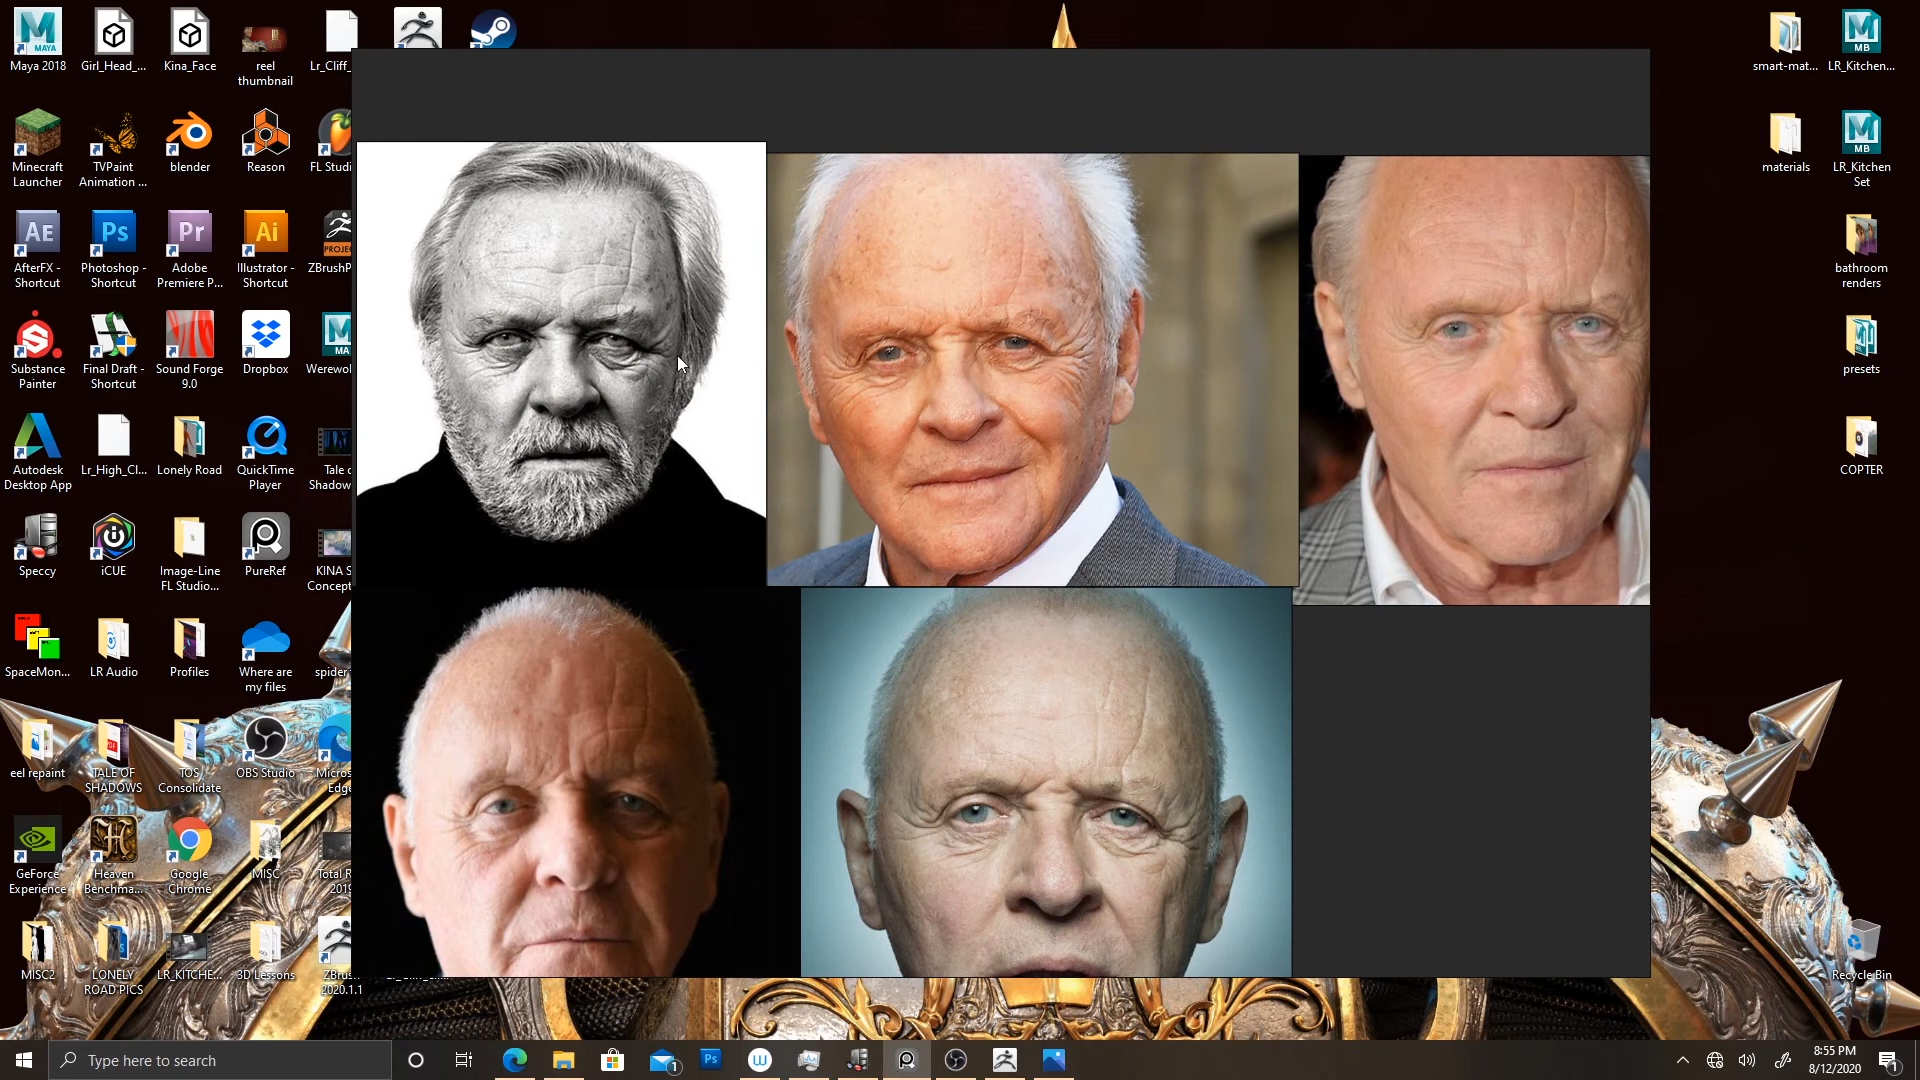 Maya 2018
Girl_Head_...
Kina_Face
reel
thumbnail
Lr_Cliff_
smart-mat...
LR_Kitchen...
Minecraft
Launcher
TVPaint
Animation ...
blender
Reason
FL Studi
materials
LR_Kitchen
Set
AfterFX -
Shortcut
Photoshop -
Shortcut
Adobe
Premiere P...
Illustrator -
Shortcut
ZBrushP
bathroom
renders
Substance
Painter
Final Draft -
Shortcut
Sound Forge
9.0
Dropbox
Werewol
presets
Autodesk
Desktop App
Lr_High_Cl...
Lonely Road
QuickTime
Player
Tale o
Shadow
COPTER
Speccy
iCUE
Image-Line
FL Studio...
PureRef
KINA S
Concept
SpaceMon...
LR Audio
Profiles
Where are
my files
spider
eel repaint
TALE OF
SHADOWS
TOS
Consolidate
OBS Studio
Micros
Edge
GeForce
Experience
Heaven
Benchma...
Google
Chrome
MISC
Total R
2019
MISC2
LONELY
ROAD PICS
LR_KITCHE...
3D Lessons
ZBrus
2020.1.1
Recycle Bin
Type here to search
8:55 PM
8/12/2020